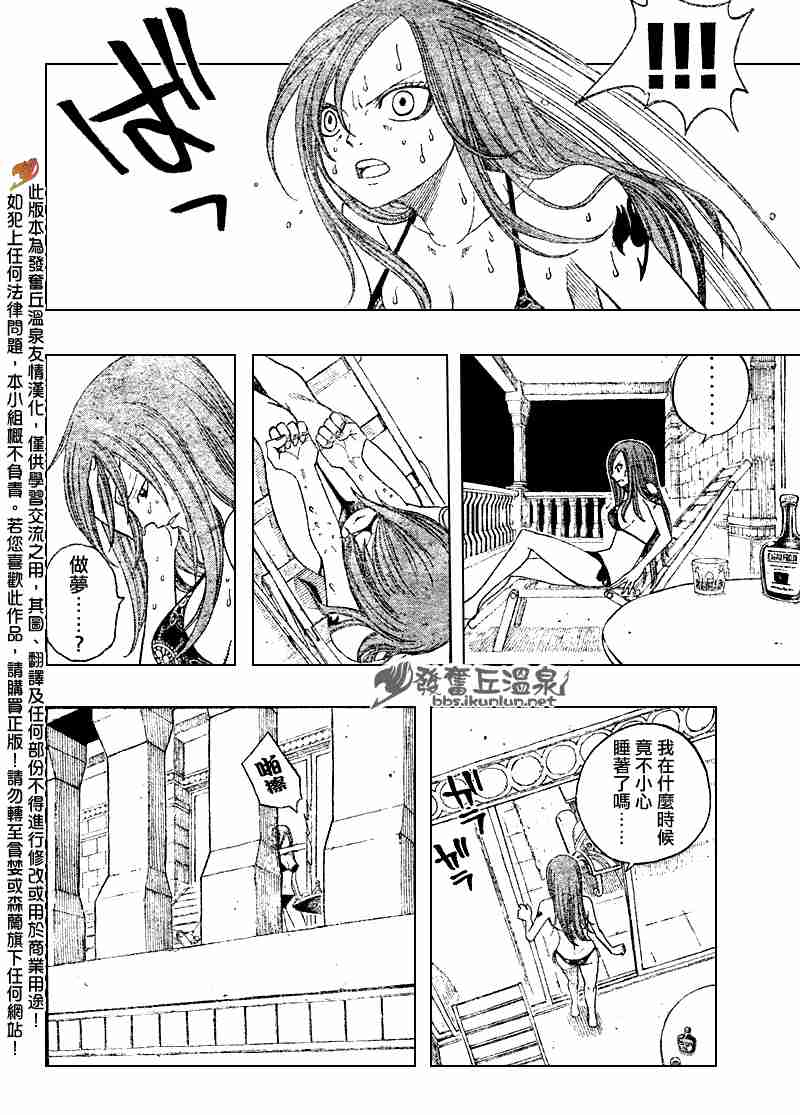 !!!
ばっ
………
做夢
……?
發奮丘溫泉
bbs.ikunlun.net
我在什麼時候
竟不小心
睡著了嗎……
啪擦
此版本為發奮丘溫泉友情漢化，僅供學習交流之用，其圖、翻譯及任何部份不得進行修改或用於商業用途！
如犯上任何法律問題，本小組概不負責。若您喜歡此作品，請購買正版！請勿轉至貪婪或森蘭旗下任何網站！